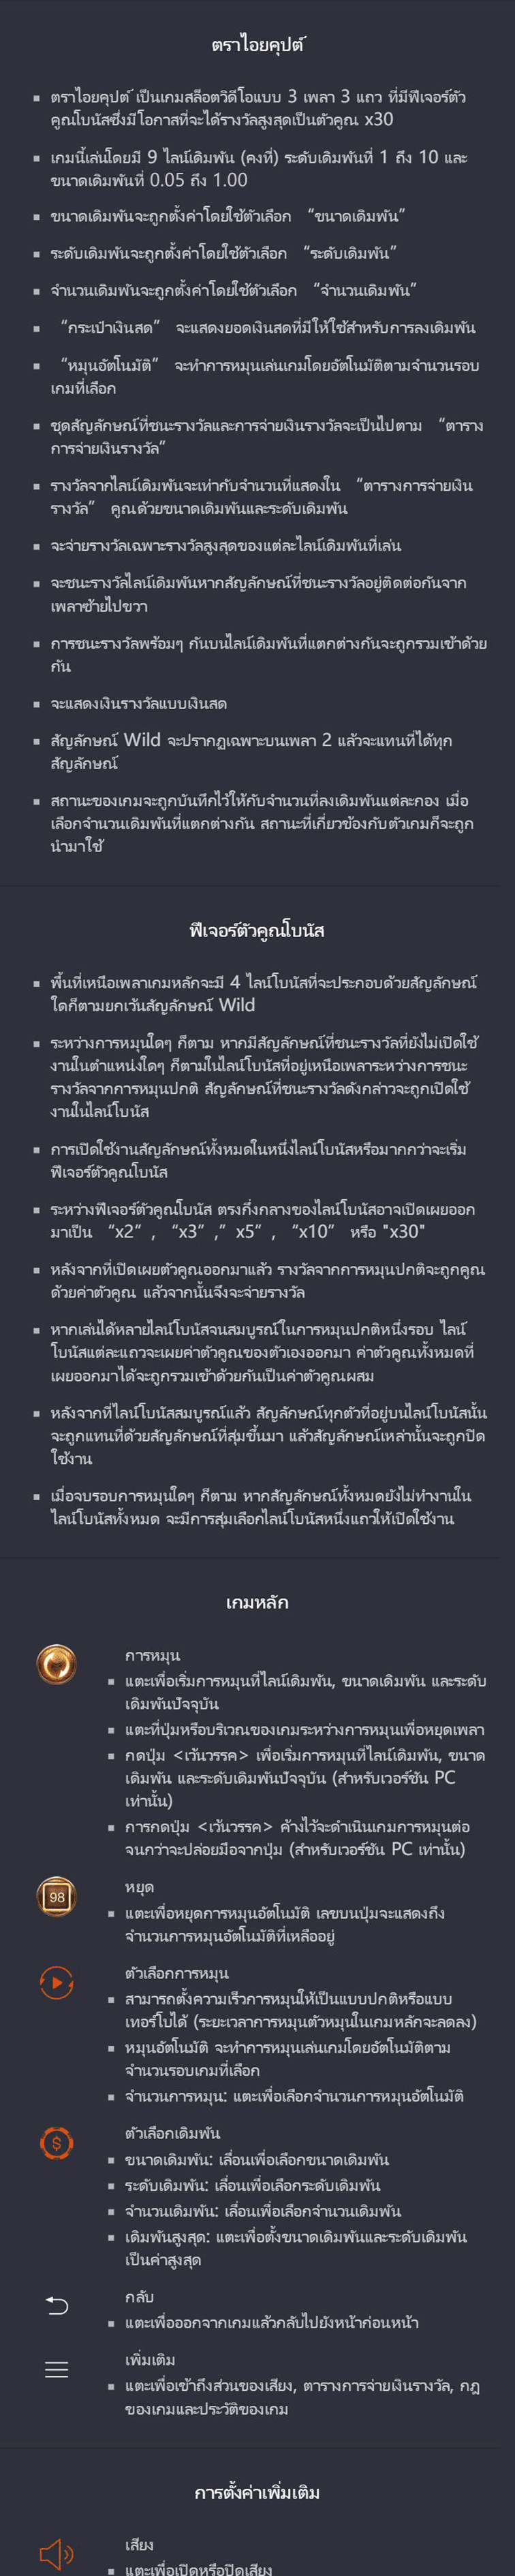 ตราไอยคุปต์
ตราไอยคุปต์ เป็นเกมสล็อตวิดีโอแบบ 3 เพลา 3 แถว ที่มีฟีเจอร์ตัว
คูณโบนัสซึ่งมีโอกาสที่จะได้รางวัลสูงสุดเป็นตัวคูณ x30
เกมนี้เล่นโดยมี 9 ไลน์เดิมพัน (คงที่) ระดับเดิมพันที่ 1 ถึง 10 และ
ขนาดเดิมพันที่ 0.05 ถึง 1.00
ขนาดเดิมพันจะถูกตั้งค่าโดยใช้ตัวเลือก “ขนาดเดิมพัน”
ระดับเดิมพันจะถูกตั้งค่าโดยใช้ตัวเลือก “ระดับเดิมพัน”
จำนวนเดิมพันจะถูกตั้งค่าโดยใช้ตัวเลือก “จำนวนเดิมพัน”
“กระเป๋าเงินสด” จะแสดงยอดเงินสดที่มีให้ใช้สำหรับการลงเดิมพัน
“หมุนอัตโนมัติ” จะทำการหมุนเล่นเกมโดยอัตโนมัติตามจำนวนรอบ
เกมที่เลือก
ชุดสัญลักษณ์ที่ชนะรางวัลและการจ่ายเงินรางวัลจะเป็นไปตาม “ตาราง
การจ่ายเงินรางวัล”
รางวัลจากไลน์เดิมพันจะเท่ากับจำนวนที่แสดงใน “ตารางการจ่ายเงิน
รางวัล” คูณด้วยขนาดเดิมพันและระดับเดิมพัน
จะจ่ายรางวัลเฉพาะรางวัลสูงสุดของแต่ละไลน์เดิมพันที่เล่น
จะชนะรางวัลไลน์เดิมพันหากสัญลักษณ์ที่ชนะรางวัลอยู่ติดต่อกันจาก
เพลาซ้ายไปขวา
การชนะรางวัลพร้อมๆ กันบนไลน์เดิมพันที่แตกต่างกันจะถูกรวมเข้าด้วย
กัน
จะแสดงเงินรางวัลแบบเงินสด
สัญลักษณ์ Wild จะปรากฏเฉพาะบนเพลา 2 แล้วจะแทนที่ได้ทุก
สัญลักษณ์
สถานะของเกมจะถูกบันทึกไว้ให้กับจำนวนที่ลงเดิมพันแต่ละกอง เมื่อ
เลือกจำนวนเดิมพันที่แตกต่างกัน สถานะที่เกี่ยวข้องกับตัวเกมก็จะถูก
นำมาใช้
ฟีเจอร์ตัวคูณโบนัส
พื้นที่เหนือเพลาเกมหลักจะมี 4 ไลน์โบนัสที่จะประกอบด้วยสัญลักษณ์
ใดก็ตามยกเว้นสัญลักษณ์ Wild
ระหว่างการหมุนใดๆ ก็ตาม หากมีสัญลักษณ์ที่ชนะรางวัลที่ยังไม่เปิดใช้
งานในตำแหน่งใดๆ ก็ตามในไลน์โบนัสที่อยู่เหนือเพลาระหว่างการชนะ
รางวัลจากการหมุนปกติ สัญลักษณ์ที่ชนะรางวัลดังกล่าวจะถูกเปิดใช้
งานในไลน์โบนัส
การเปิดใช้งานสัญลักษณ์ทั้งหมดในหนึ่งไลน์โบนัสหรือมากกว่าจะเริ่ม
ฟีเจอร์ตัวคูณโบนัส
ระหว่างฟีเจอร์ตัวคูณโบนัส ตรงกึ่งกลางของไลน์โบนัสอาจเปิดเผยออก
มาเป็น “x2” , “x3” ,” x5” , “x10” หรือ "x30"
หลังจากที่เปิดเผยตัวคูณออกมาแล้ว รางวัลจากการหมุนปกติจะถูกคูณ
ด้วยค่าตัวคูณ แล้วจากนั้นจึงจะจ่ายรางวัล
หากเล่นได้หลายไลน์โบนัสจนสมบูรณ์ในการหมุนปกติหนึ่งรอบ ไลน์
โบนัสแต่ละแถวจะเผยค่าตัวคูณของตัวเองออกมา ค่าตัวคูณทั้งหมดที่
เผยออกมาได้จะถูกรวมเข้าด้วยกันเป็นค่าตัวคูณผสม
หลังจากที่ไลน์โบนัสสมบูรณ์แล้ว สัญลักษณ์ทุกตัวที่อยู่บนไลน์โบนัสนั้น
จะถูกแทนที่ด้วยสัญลักษณ์ที่สุ่มขึ้นมา แล้วสัญลักษณ์เหล่านั้นจะถูกปิด
ใช้งาน
เมื่อจบรอบการหมุนใดๆ ก็ตาม หากสัญลักษณ์ทั้งหมดยังไม่ทำงานใน
ไลน์โบนัสทั้งหมด จะมีการสุ่มเลือกไลน์โบนัสหนึ่งแถวให้เปิดใช้งาน
เกมหลัก
การหมุน
แตะเพื่อเริ่มการหมุนที่ไลน์เดิมพัน, ขนาดเดิมพัน และระดับ
เดิมพันปัจจุบัน
แตะที่ปุ่มหรือบริเวณของเกมระหว่างการหมุนเพื่อหยุดเพลา
กดปุ่ม <เว้นวรรค> เพื่อเริ่มการหมุนที่ไลน์เดิมพัน, ขนาด
เดิมพัน และระดับเดิมพันปัจจุบัน (สำหรับเวอร์ชัน PC
เท่านั้น)
การกดปุ่ม <เว้นวรรค> ค้างไว้จะดำเนินเกมการหมุนต่อ
จนกว่าจะปล่อยมือจากปุ่ม (สำหรับเวอร์ชัน PC เท่านั้น)
98
หยุด
แตะเพื่อหยุดการหมุนอัตโนมัติ เลขบนปุ่มจะแสดงถึง
จำนวนการหมุนอัตโนมัติที่เหลืออยู่
ตัวเลือกการหมุน
สามารถตั้งความเร็วการหมุนให้เป็นแบบปกติหรือแบบ
เทอร์โบได้ (ระยะเวลาการหมุนตัวหมุนในเกมหลักจะลดลง)
หมุนอัตโนมัติ จะทำการหมุนเล่นเกมโดยอัตโนมัติตาม
จำนวนรอบเกมที่เลือก
จำนวนการหมุน: แตะเพื่อเลือกจำนวนการหมุนอัตโนมัติ
$
ตัวเลือกเดิมพัน
ขนาดเดิมพัน: เลื่อนเพื่อเลือกขนาดเดิมพัน
ระดับเดิมพัน: เลื่อนเพื่อเลือกระดับเดิมพัน
จำนวนเดิมพัน: เลื่อนเพื่อเลือกจำนวนเดิมพัน
เดิมพันสูงสุด: แตะเพื่อตั้งขนาดเดิมพันและระดับเดิมพัน
เป็นค่าสูงสุด
กลับ
แตะเพื่อออกจากเกมแล้วกลับไปยังหน้าก่อนหน้า
เพิ่มเติม
แตะเพื่อเข้าถึงส่วนของเสียง, ตารางการจ่ายเงินรางวัล, กฎ
ของเกมและประวัติของเกม
การตั้งค่าเพิ่มเติม
เสียง
แตะเพื่อเปิดหรือปิดเสียง